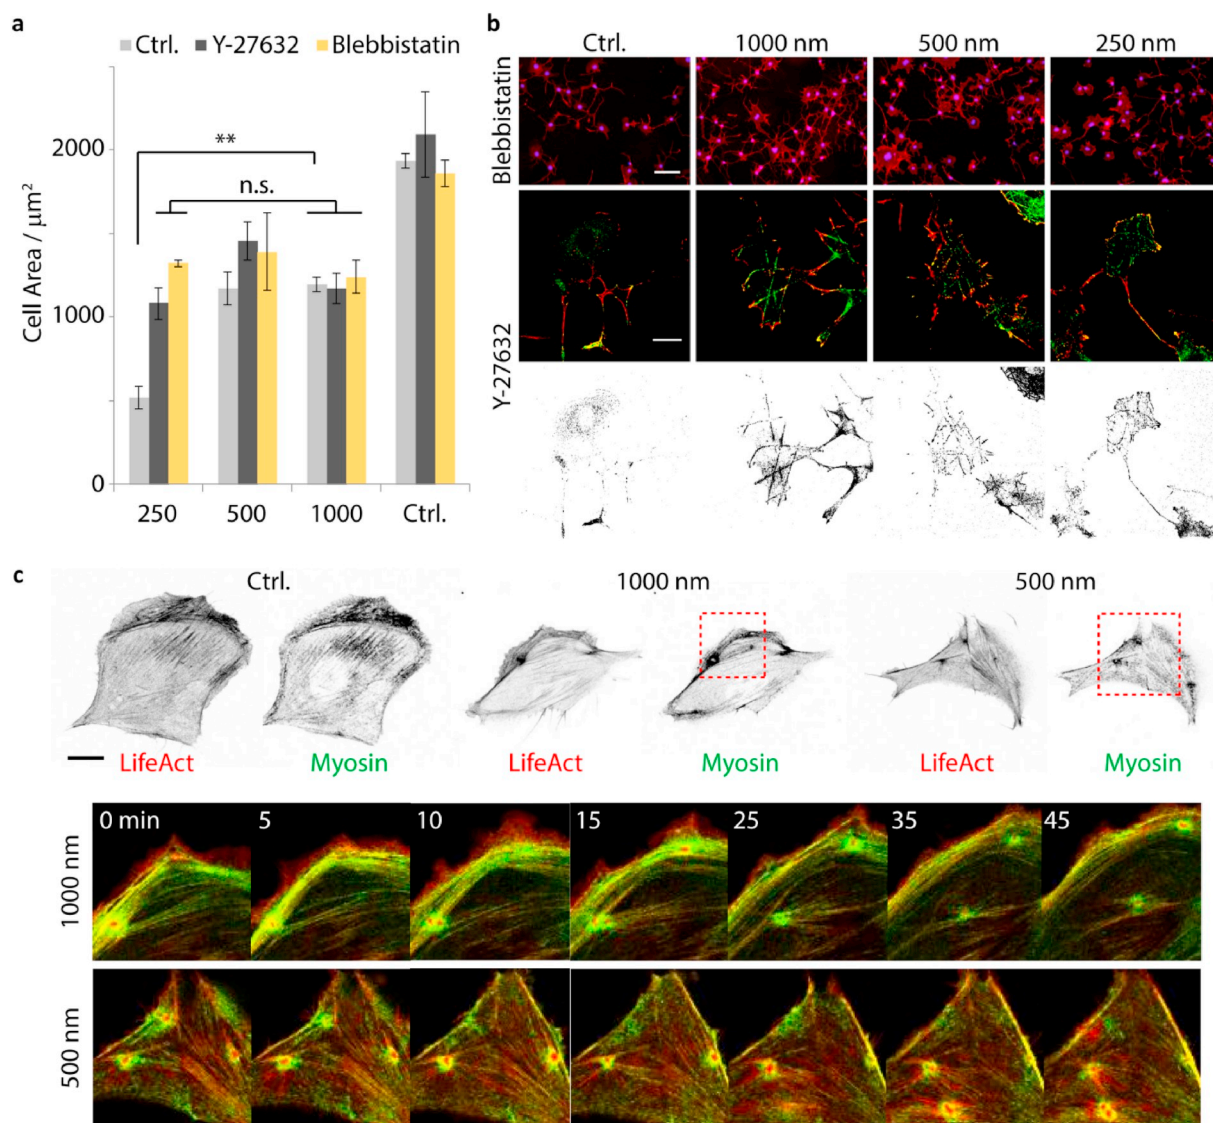 a
Ctrl. Y-27632 Blebbistatin
Cell Area / μm²
2000
1000
0
**
n.s.
250 500 1000 Ctrl.
b
Ctrl. 1000 nm 500 nm 250 nm
Blebbistatin
Y-27632
c
Ctrl. 1000 nm 500 nm
LifeAct Myosin LifeAct Myosin LifeAct Myosin
1000 nm
0 min 5 10 15 25 35 45
500 nm